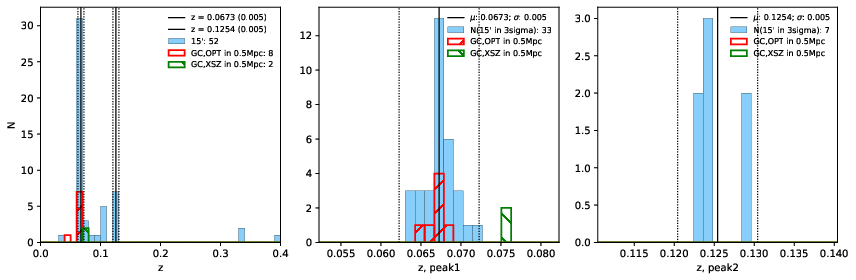 z = 0.0673 (0.005)
z = 0.1254 (0.005)
15': 52
GC,OPT in 0.5Mpc: 8
GC,XSZ in 0.5Mpc: 2
N
30
25
20
15
10
5
0
0.0 0.1 0.2 0.3 0.4
z
μ: 0.0673; σ: 0.005
N(15' in 3sigma): 33
GC,OPT in 0.5Mpc
GC,XSZ in 0.5Mpc
12
10
8
6
4
2
0
0.055 0.060 0.065 0.070 0.075 0.080
z, peak1
μ: 0.1254; σ: 0.005
N(15' in 3sigma): 7
GC,OPT in 0.5Mpc
GC,XSZ in 0.5Mpc
3.0
2.5
2.0
1.5
1.0
0.5
0.0
0.115 0.120 0.125 0.130 0.135 0.140
z, peak2